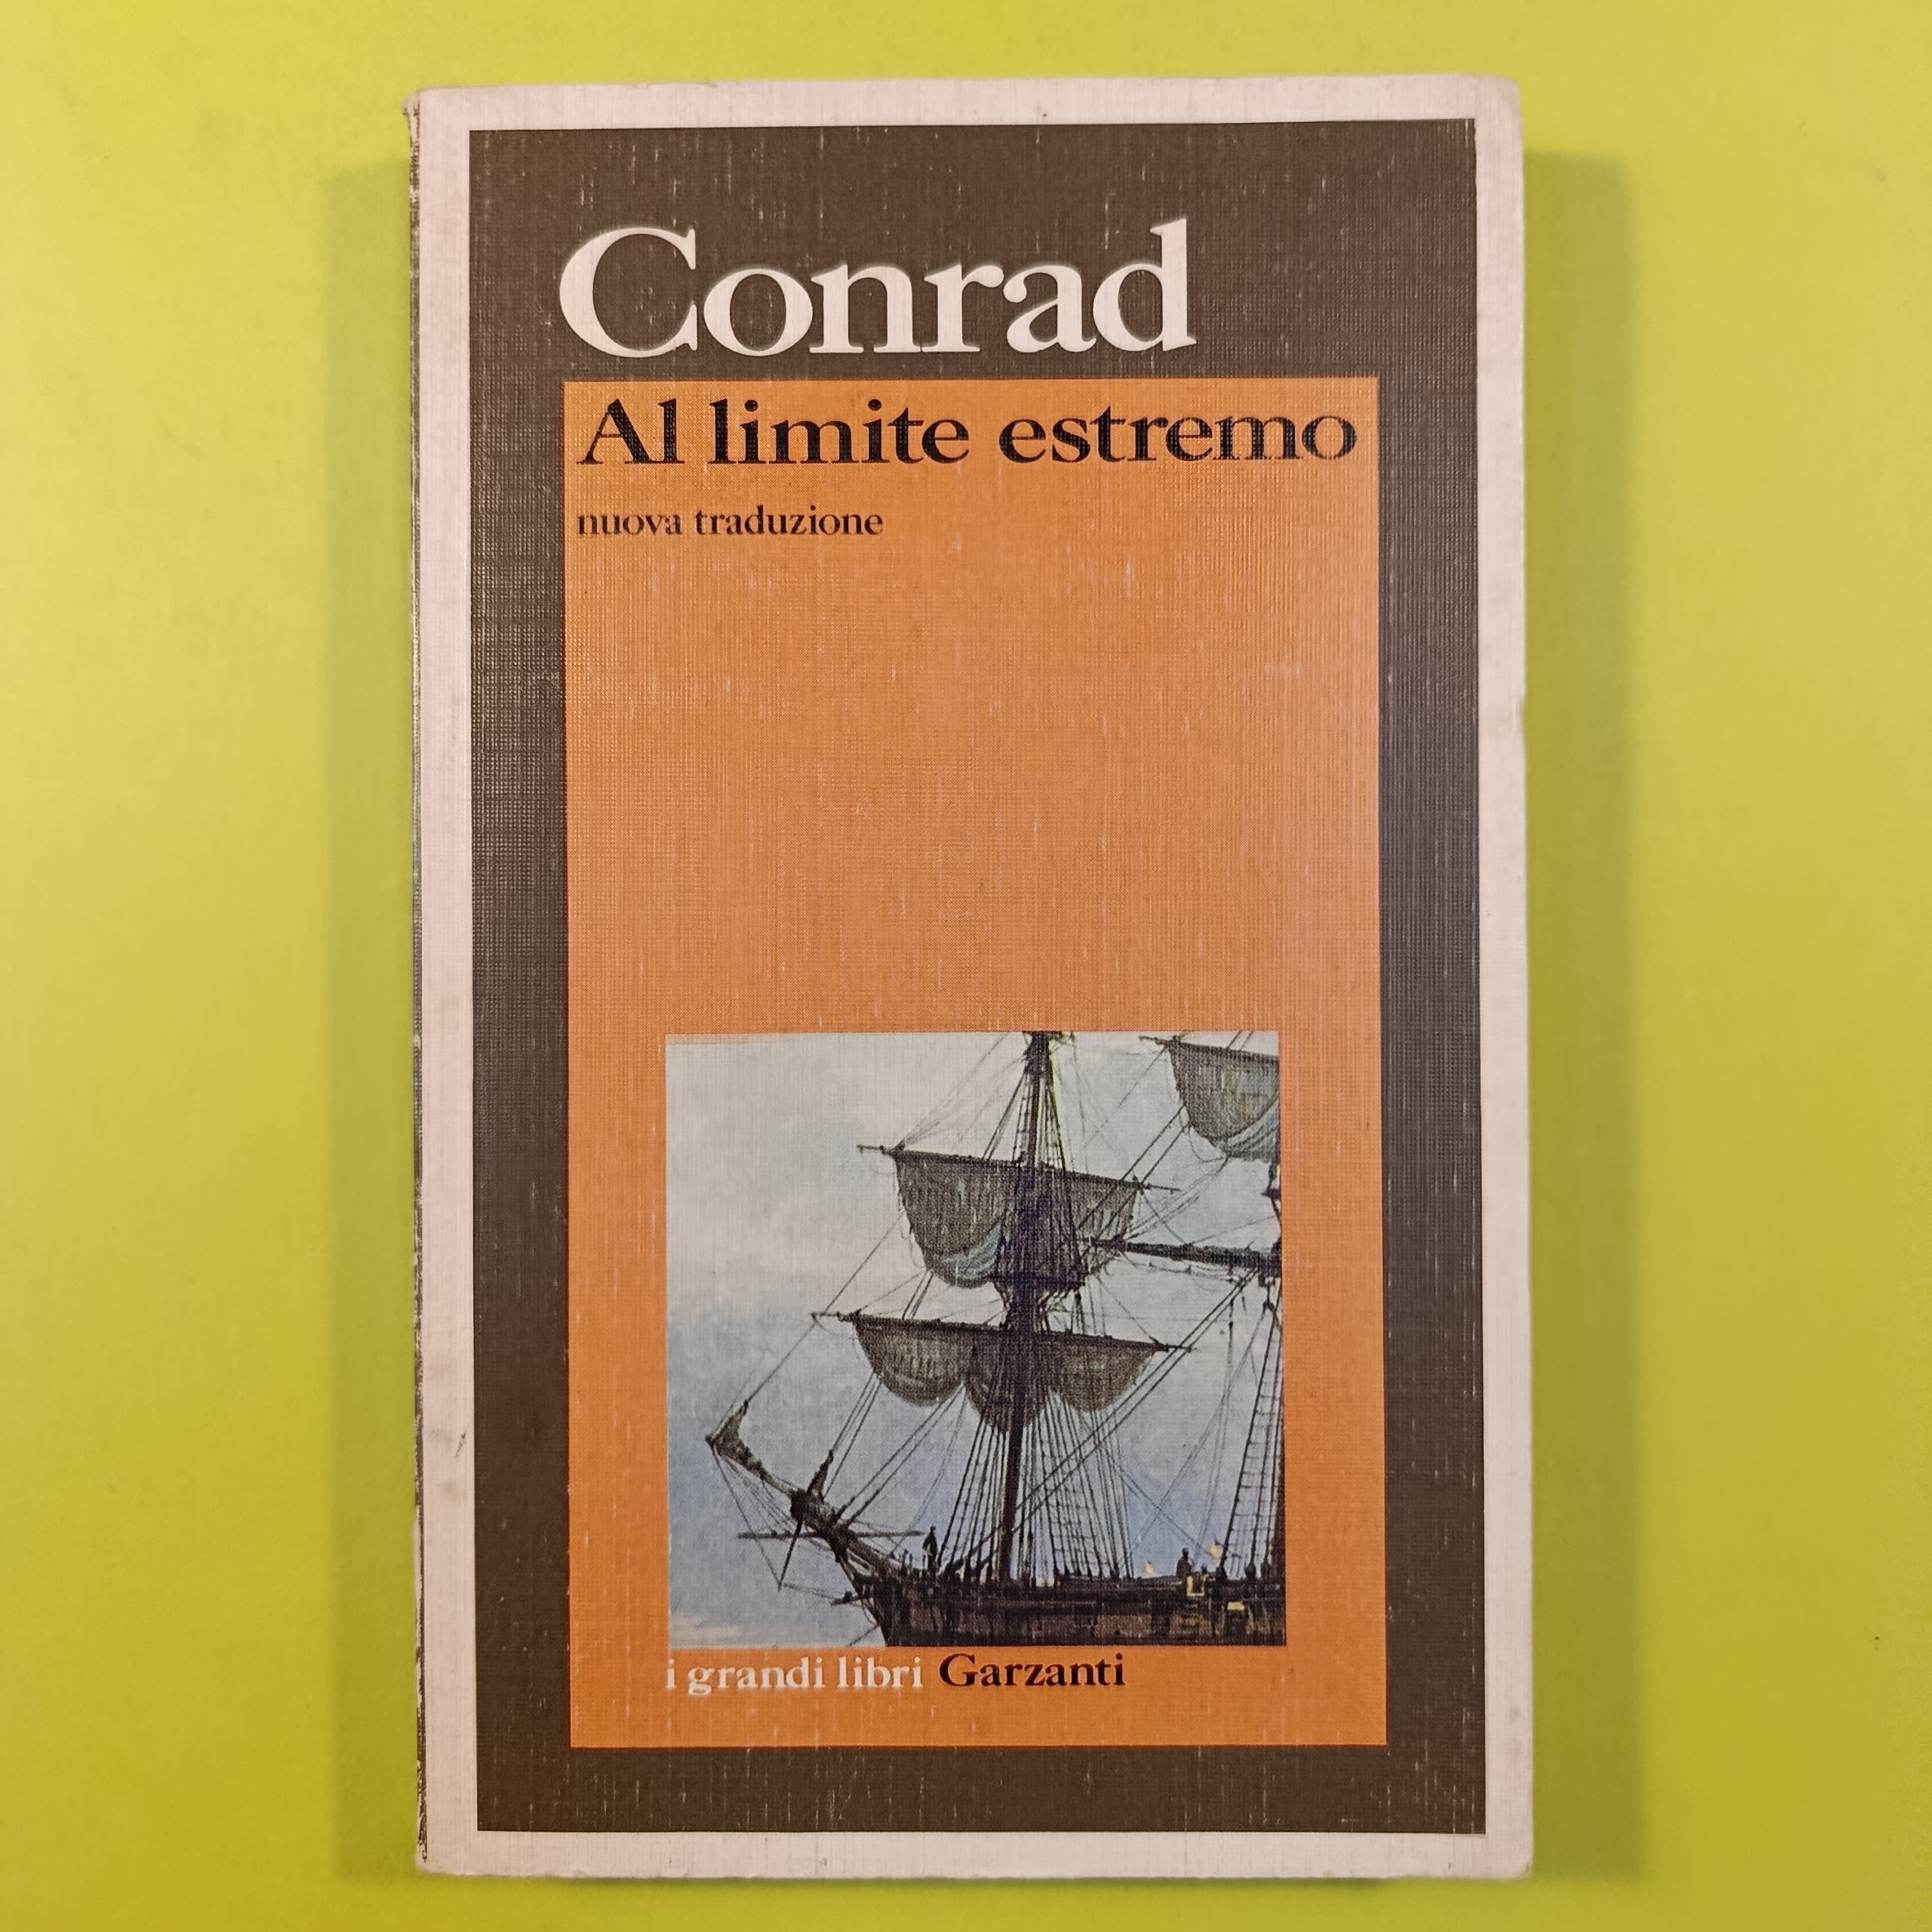 Conrad
Al limite estremo
nuova traduzione
i grandi libri Garzanti